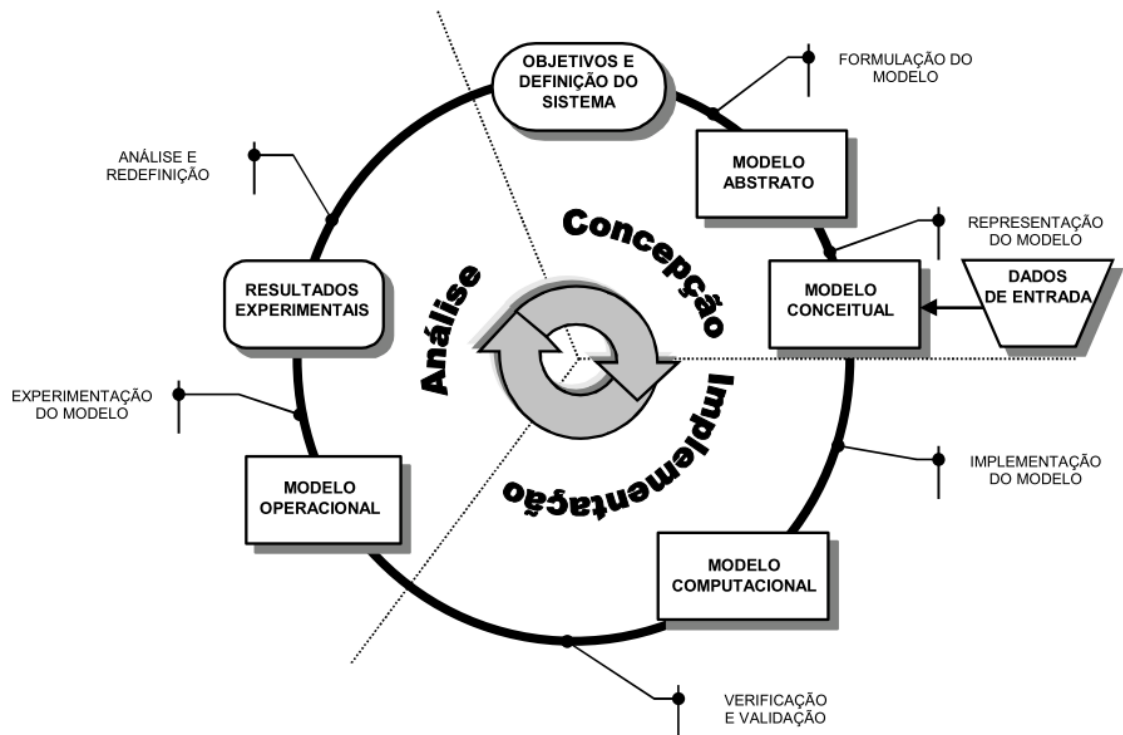 OBJETIVOS E
DEFINIÇÃO DO
SISTEMA
FORMULAÇÃO DO
MODELO
MODELO
ABSTRATO
ANÁLISE E
REDEFINIÇÃO
REPRESENTAÇÃO
DO MODELO
Concepção
DADOS
DE ENTRADA
MODELO
CONCEITUAL
RESULTADOS
EXPERIMENTAIS
Análise
EXPERIMENTAÇÃO
DO MODELO
Implementação
IMPLEMENTAÇÃO
DO MODELO
MODELO
OPERACIONAL
MODELO
COMPUTACIONAL
VERIFICAÇÃO
E VALIDAÇÃO